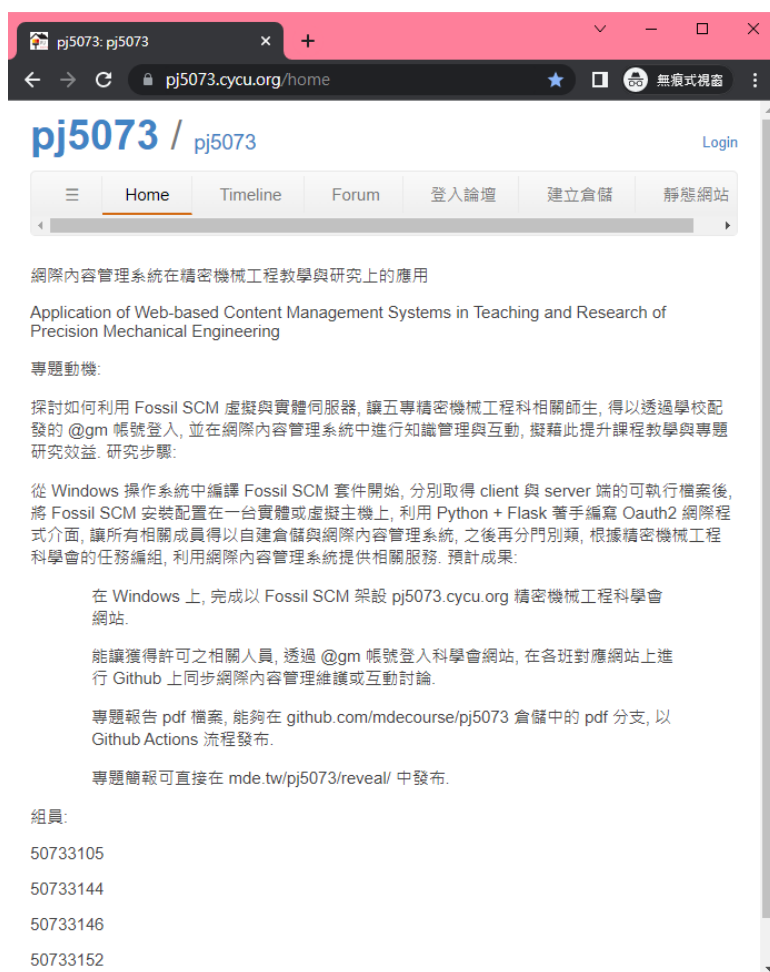 pj5073: pj5073
pj5073.cycu.org/home
無痕式視窗
pj5073 / pj5073
Login
☰ Home Timeline Forum 登入論壇 建立倉儲 靜態網站
網際內容管理系統在精密機械工程教學與研究上的應用
Application of Web-based Content Management Systems in Teaching and Research of
Precision Mechanical Engineering
專題動機:
探討如何利用 Fossil SCM 虛擬與實體伺服器, 讓五專精密機械工程科相關師生, 得以透過學校配
發的 @gm 帳號登入, 並在網際內容管理系統中進行知識管理與互動, 擬藉此提升課程教學與專題
研究效益. 研究步驟:
從 Windows 操作系統中編譯 Fossil SCM 套件開始, 分別取得 client 與 server 端的可執行檔案後,
將 Fossil SCM 安裝配置在一台實體或虛擬主機上, 利用 Python + Flask 著手編寫 Oauth2 網際程
式介面, 讓所有相關成員得以自建倉儲與網際內容管理系統, 之後再分門別類, 根據精密機械工程
科學會的任務編組, 利用網際內容管理系統提供相關服務. 預計成果:
在 Windows 上, 完成以 Fossil SCM 架設 pj5073.cycu.org 精密機械工程科學會
網站.
能讓獲得許可之相關人員, 透過 @gm 帳號登入科學會網站, 在各班對應網站上進
行 Github 上同步網際內容管理維護或互動討論.
專題報告 pdf 檔案, 能夠在 github.com/mdecourse/pj5073 倉儲中的 pdf 分支, 以
Github Actions 流程發布.
專題簡報可直接在 mde.tw/pj5073/reveal/ 中發布.
組員:
50733105
50733144
50733146
50733152